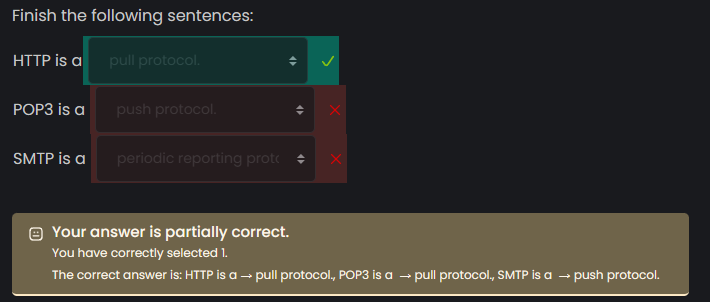 Finish the following sentences:
HTTP is a pull protocol.
POP3 is a push protocol.
SMTP is a periodic reporting proto
Your answer is partially correct.
You have correctly selected 1.
The correct answer is: HTTP is a → pull protocol., POP3 is a → pull protocol., SMTP is a → push protocol.